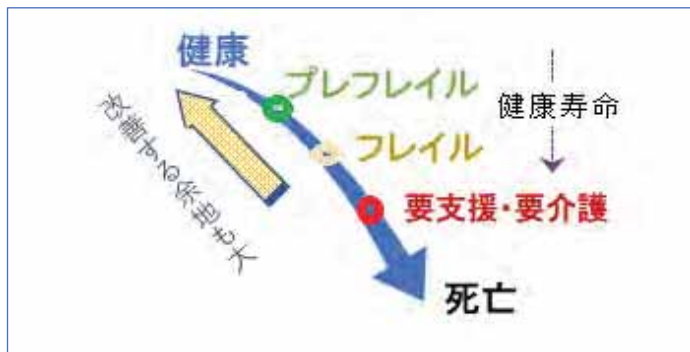 健康
プレフレイル
健康寿命
フレイル
改善する余地も大
要支援・要介護
死亡